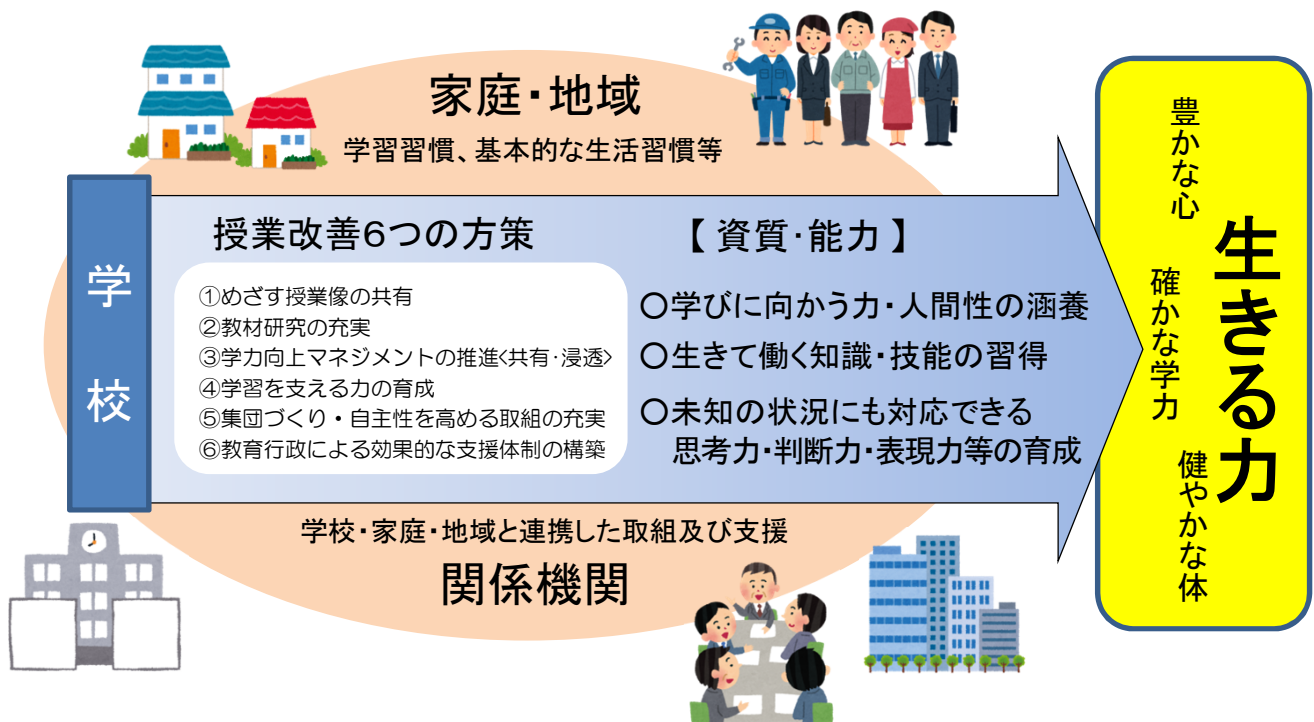 家庭・地域
学習習慣、基本的な生活習慣等
学校
授業改善6つの方策
①めざす授業像の共有
②教材研究の充実
③学力向上マネジメントの推進<共有・浸透>
④学習を支える力の育成
⑤集団づくり・自主性を高める取組の充実
⑥教育行政による効果的な支援体制の構築
【 資質・能力 】
○学びに向かう力・人間性の涵養
○生きて働く知識・技能の習得
○未知の状況にも対応できる
思考力・判断力・表現力等の育成
生きる力
豊かな心
確かな学力
健やかな体
学校・家庭・地域と連携した取組及び支援
関係機関